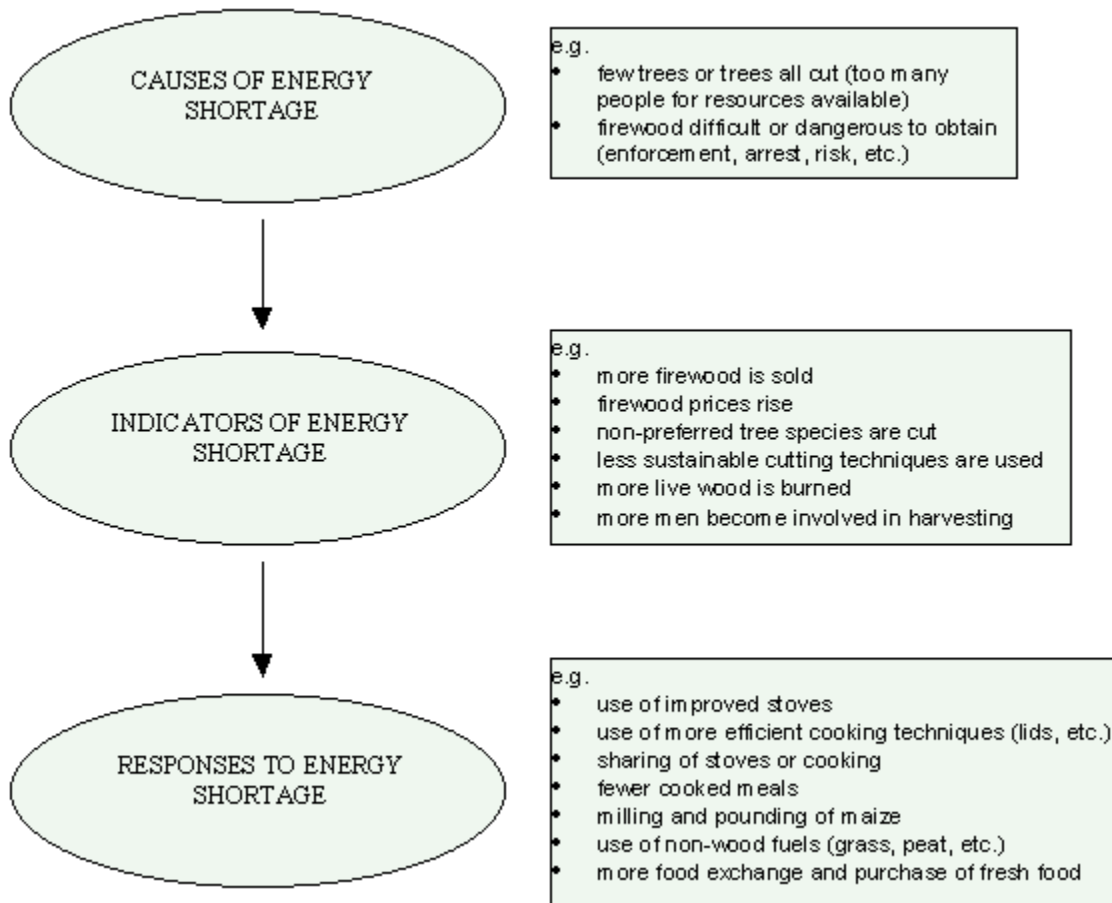 CAUSES OF ENERGY
SHORTAGE
e.g.
• few trees or trees all cut (too many
people for resources available)
• firewood difficult or dangerous to obtain
(enforcement, arrest, risk, etc.)
INDICATORS OF ENERGY
SHORTAGE
e.g.
• more firewood is sold
• firewood prices rise
• non-preferred tree species are cut
• less sustainable cutting techniques are used
• more live wood is burned
• more men become involved in harvesting
RESPONSES TO ENERGY
SHORTAGE
e.g.
• use of improved stoves
• use of more efficient cooking techniques (lids, etc.)
• sharing of stoves or cooking
• fewer cooked meals
• milling and pounding of maize
• use of non-wood fuels (grass, peat, etc.)
• more food exchange and purchase of fresh food